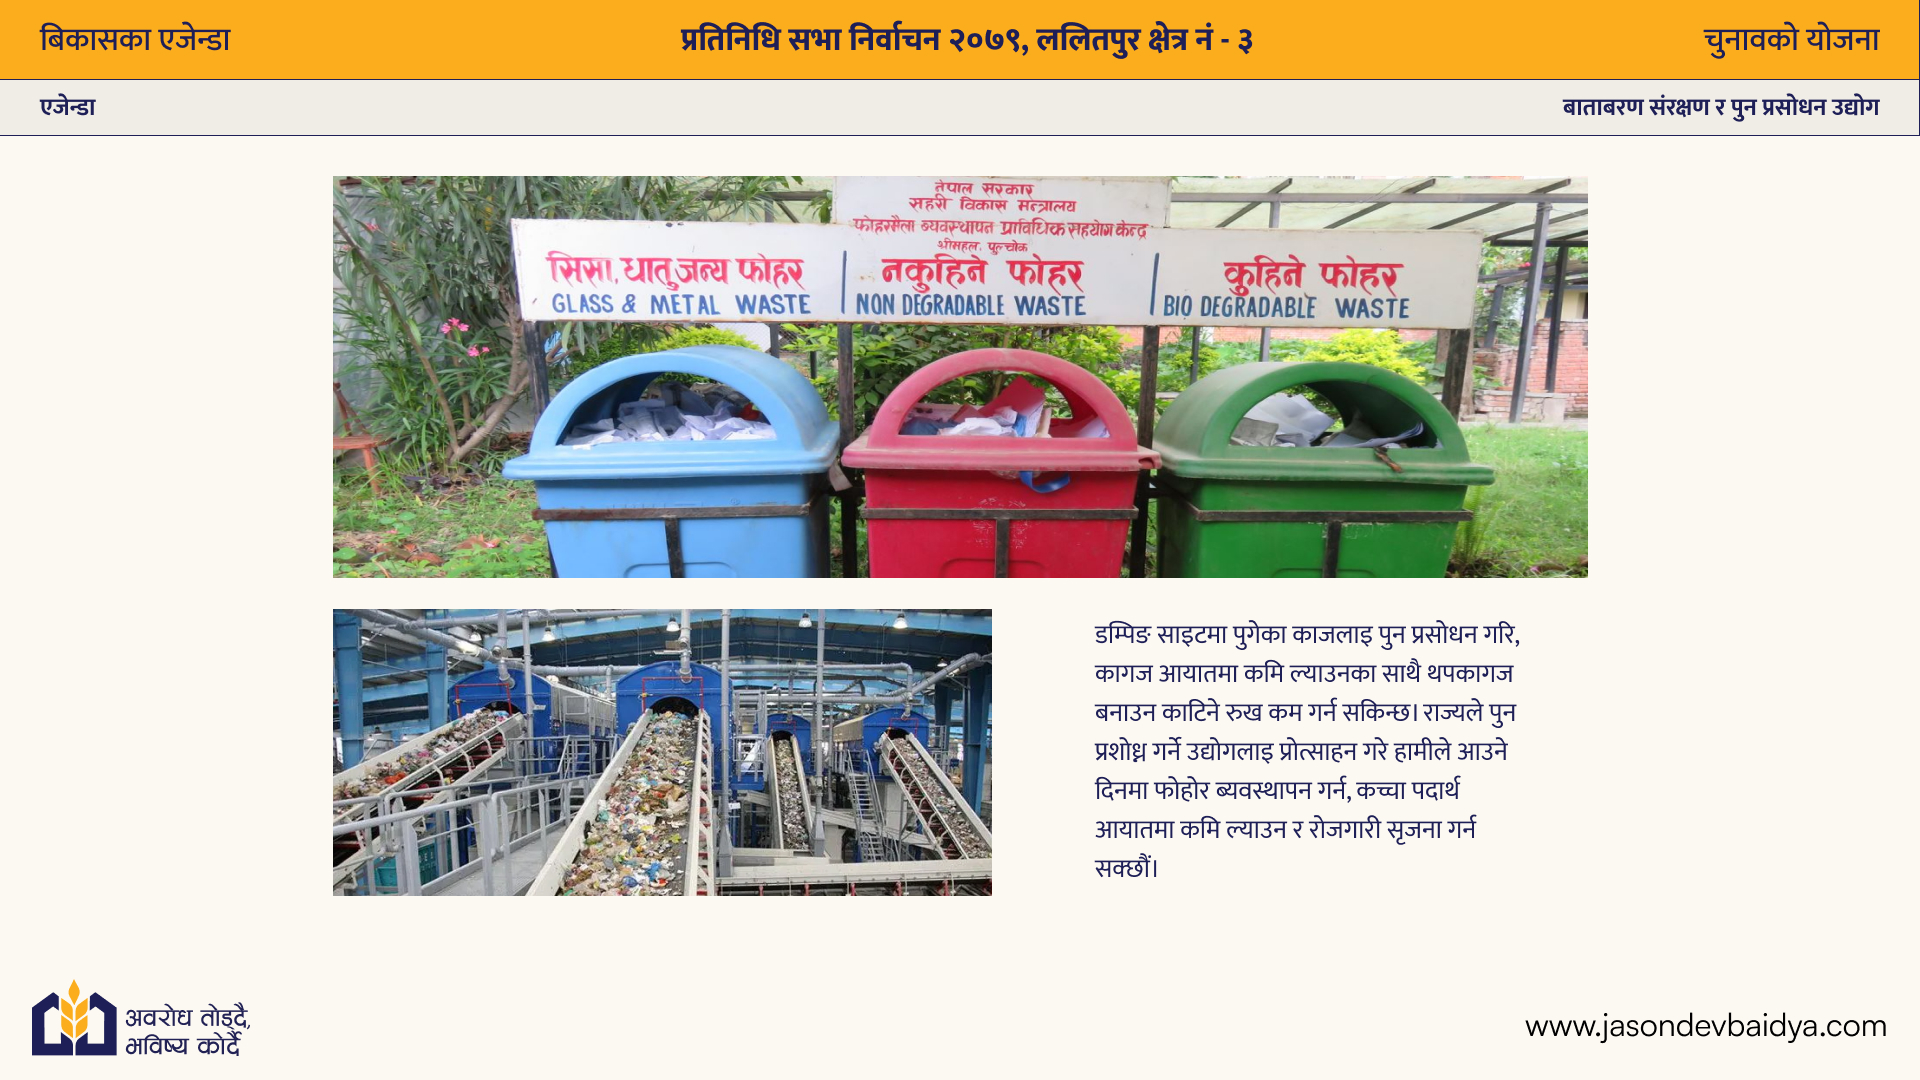 बिकासका एजेन्डा
प्रतिनिधि सभा निर्वाचन २०७९, ललितपुर क्षेत्र नं - ३
चुनावको योजना
एजेन्डा
बाताबरण संरक्षण र पुन प्रसोधन उद्योग
नेपाल सरकार
सहरी विकास मन्त्रालय
फोहरमैला ब्यवस्थापन प्राविधिक सहयोग केन्द्र
श्रीमहल, पुल्चोक
सिसा, धातुजन्य फोहर
GLASS & METAL WASTE
नकुहिने फोहर
NON DEGRADABLE WASTE
कुहिने फोहर
BIO DEGRADABLE WASTE
डम्पिङ साइटमा पुगेका काजलाइ पुन प्रसोधन गरि,
कागज आयातमा कमि ल्याउनका साथै थपकागज
बनाउन काटिने रुख कम गर्न सकिन्छ। राज्यले पुन
प्रशोध्न गर्ने उद्योगलाइ प्रोत्साहन गरे हामीले आउने
दिनमा फोहोर ब्यवस्थापन गर्न, कच्चा पदार्थ
आयातमा कमि ल्याउन र रोजगारी सृजना गर्न
सक्छौं।
अवरोध तोड्दै,
भविष्य कोर्दै
www.jasondevbaidya.com